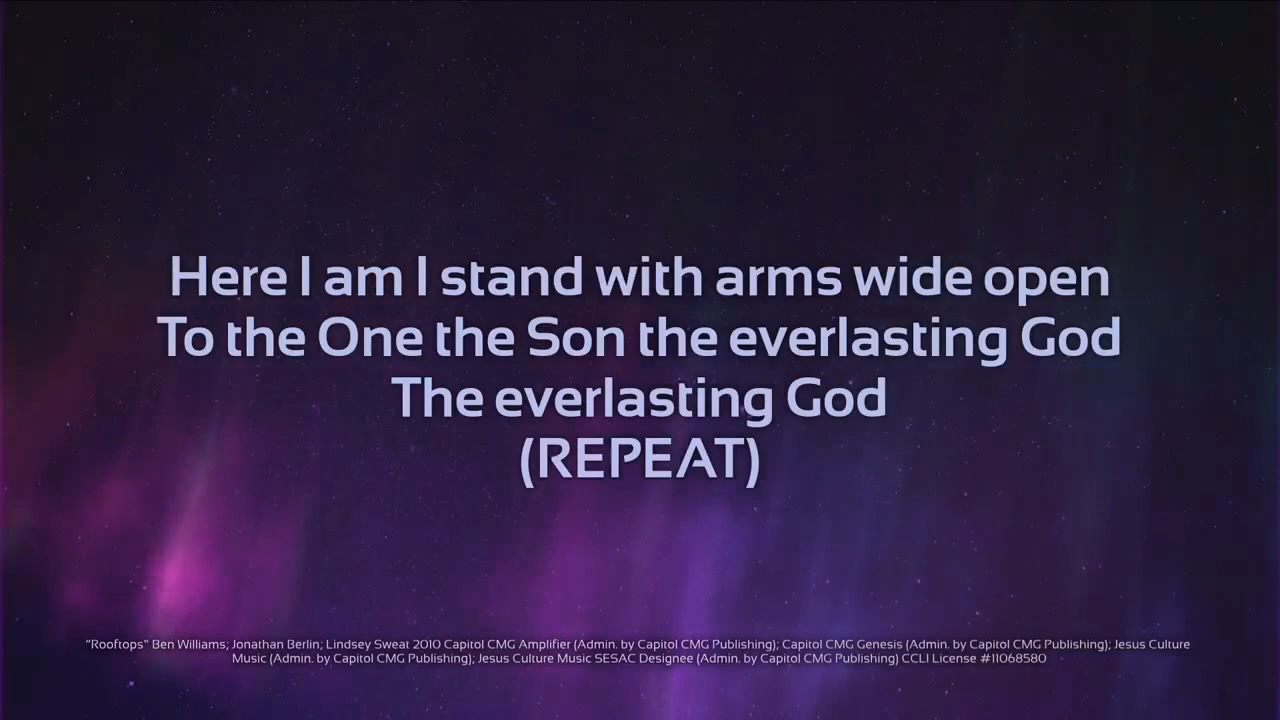 Here I am I stand with arms wide open
To the One the Son the everlasting God
The everlasting God
(REPEAT)
"Rooftops" Ben Williams; Jonathan Berlin; Lindsey Sweat 2010 Capitol CMG Amplifier (Admin. by Capitol CMG Publishing); Capitol CMG Genesis (Admin. by Capitol CMG Publishing); Jesus Culture
Music (Admin. by Capitol CMG Publishing); Jesus Culture Music SESAC Designee (Admin. by Capitol CMG Publishing) CCLI License #11068580